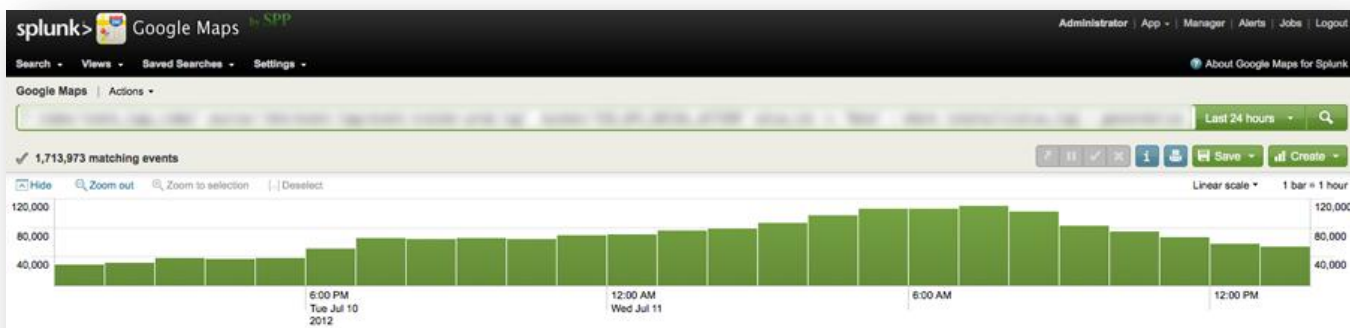 splunk> Google Maps by SPP
Administrator | App | Manager | Alerts | Jobs | Logout
Search Views Saved Searches Settings
About Google Maps for Splunk
Google Maps | Actions
Last 24 hours
1,713,973 matching events
Save Create
Hide Zoom out Zoom to selection [..] Deselect
Linear scale 1 bar = 1 hour
120,000 120,000
80,000 80,000
40,000 40,000
6:00 PM 12:00 AM 6:00 AM 12:00 PM
Tue Jul 10 Wed Jul 11
2012